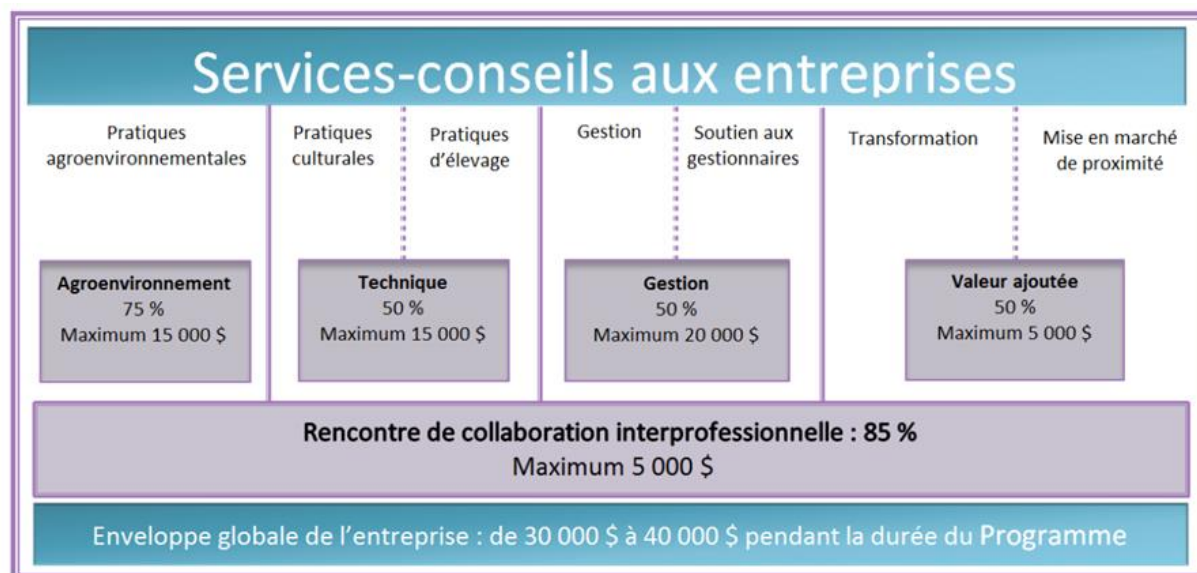 Services-conseils aux entreprises
Pratiques
agroenvironnementales
Pratiques
culturales
Pratiques
d'élevage
Gestion
Soutien aux
gestionnaires
Transformation
Mise en marché
de proximité
Agroenvironnement
75 %
Maximum 15 000 $
Technique
50 %
Maximum 15 000 $
Gestion
50 %
Maximum 20 000 $
Valeur ajoutée
50 %
Maximum 5 000 $
Rencontre de collaboration interprofessionnelle : 85 %
Maximum 5 000 $
Enveloppe globale de l'entreprise : de 30 000 $ à 40 000 $ pendant la durée du Programme